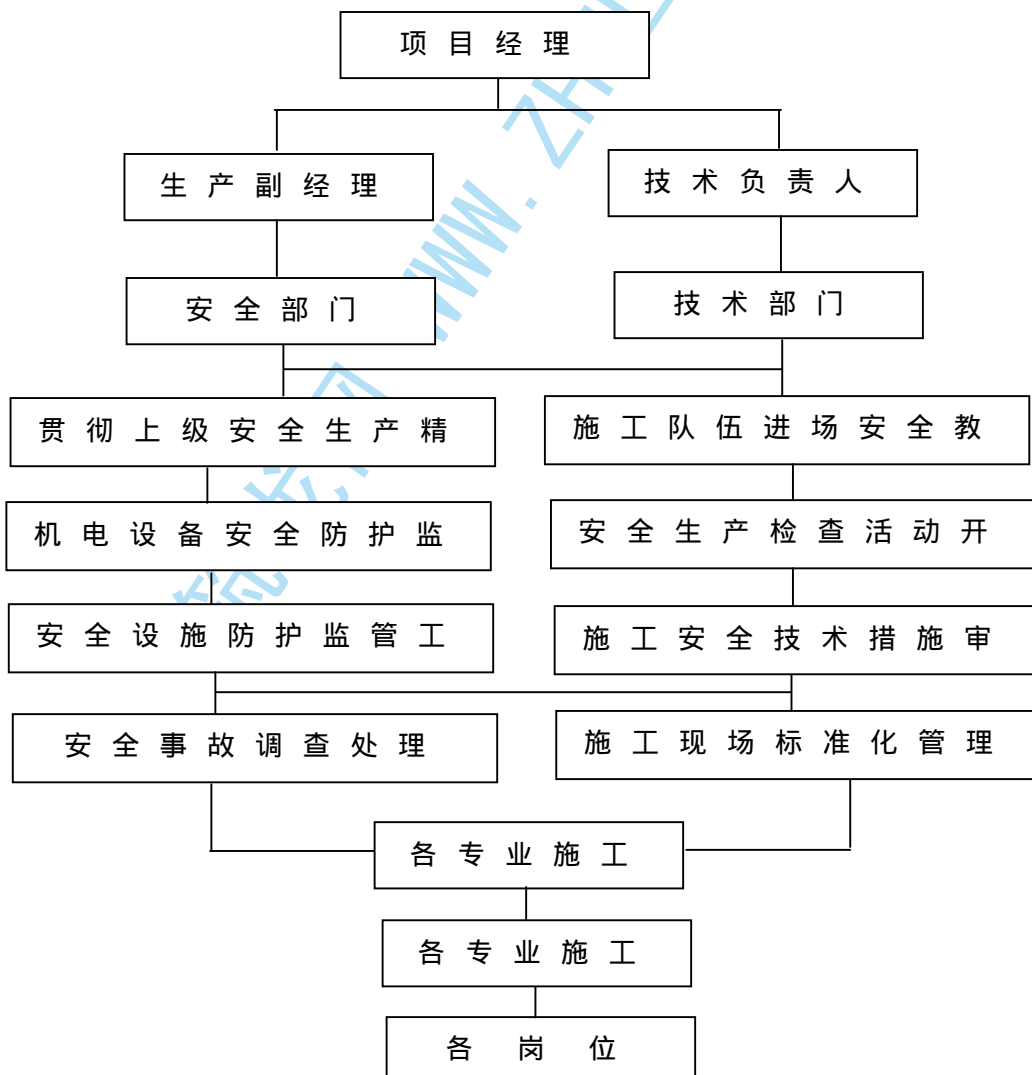 项目经理
生产副经理
技术负责人
安全部门
技术部门
贯彻上级安全生产精
施工队伍进场安全教
机电设备安全防护监
安全生产检查活动开
安全设施防护监管工
施工安全技术措施审
安全事故调查处理
施工现场标准化管理
各专业施工
各专业施工
各岗位